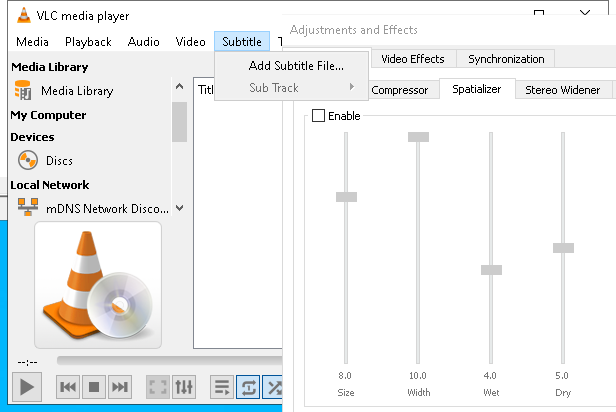 VLC media player
Adjustments and Effects
Media Playback Audio Video Subtitle
Video Effects Synchronization
Add Subtitle File...
Sub Track
Compressor Spatializer Stereo Widener
Media Library
Media Library
My Computer
Devices
Discs
Local Network
mDNS Network Disco...
Enable
8.0 10.0 4.0 5.0
Size Width Wet Dry
--:--